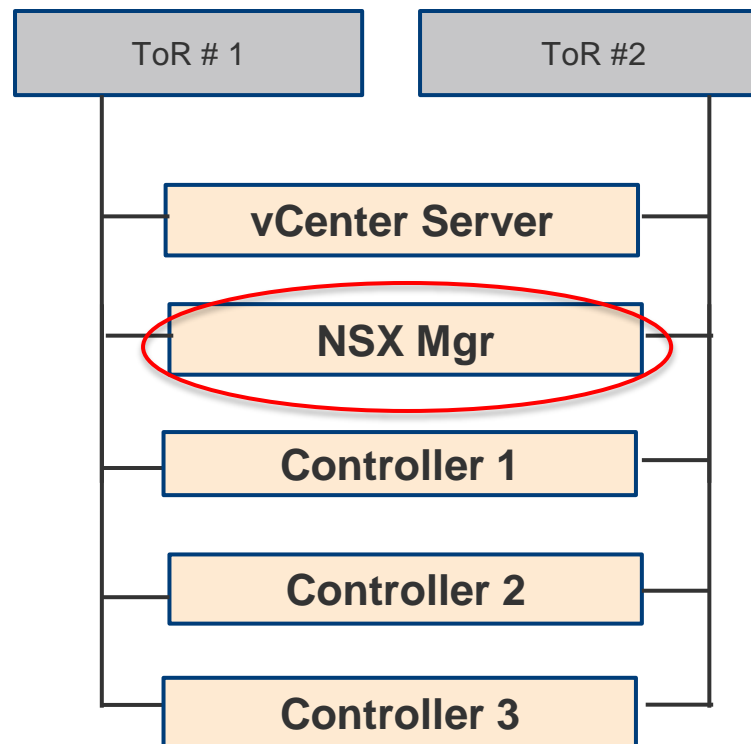 ToR # 1
ToR #2
vCenter Server
NSX Mgr
Controller 1
Controller 2
Controller 3